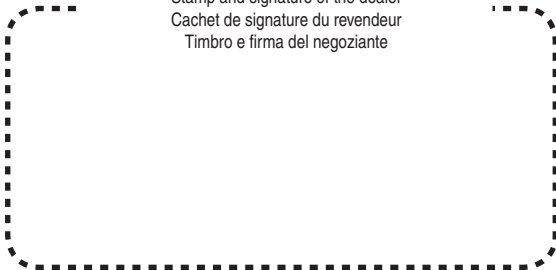 Stamp and signature of the dealer
Cachet de signature du revendeur
Timbro e firma del negoziante